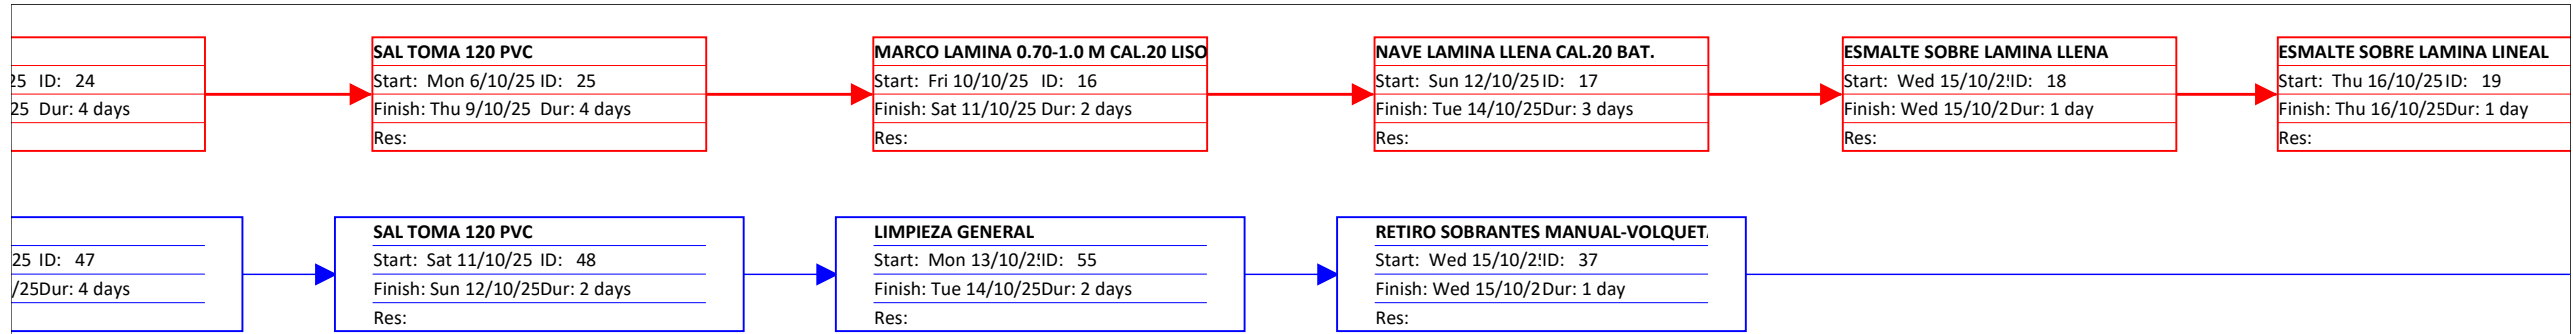 SAL TOMA 120 PVC
MARCO LAMINA 0.70-1.0 M CAL.20 LISO
NAVE LAMINA LLENA CAL.20 BAT.
ESMALTE SOBRE LAMINA LLENA
ESMALTE SOBRE LAMINA LINEAL
25 ID: 24
Start: Mon 6/10/25 ID: 25
Start: Fri 10/10/25 ID: 16
Start: Sun 12/10/25 ID: 17
Start: Wed 15/10/2 ID: 18
Start: Thu 16/10/25 ID: 19
25 Dur: 4 days
Finish: Thu 9/10/25 Dur: 4 days
Finish: Sat 11/10/25 Dur: 2 days
Finish: Tue 14/10/25 Dur: 3 days
Finish: Wed 15/10/2 Dur: 1 day
Finish: Thu 16/10/25 Dur: 1 day
Res:
Res:
Res:
Res:
Res:
SAL TOMA 120 PVC
LIMPIEZA GENERAL
RETIRO SOBRANTES MANUAL-VOLQUET
25 ID: 47
Start: Sat 11/10/25 ID: 48
Start: Mon 13/10/2 ID: 55
Start: Wed 15/10/2 ID: 37
/25 Dur: 4 days
Finish: Sun 12/10/25 Dur: 2 days
Finish: Tue 14/10/25 Dur: 2 days
Finish: Wed 15/10/2 Dur: 1 day
Res:
Res:
Res: